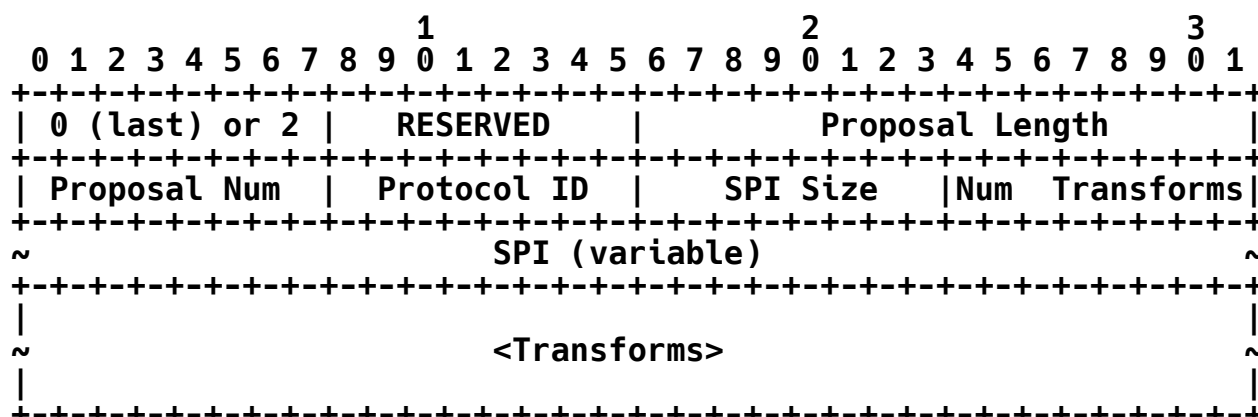 1                   2                   3
 0 1 2 3 4 5 6 7 8 9 0 1 2 3 4 5 6 7 8 9 0 1 2 3 4 5 6 7 8 9 0 1
+-+-+-+-+-+-+-+-+-+-+-+-+-+-+-+-+-+-+-+-+-+-+-+-+-+-+-+-+-+-+-+-+
| 0 (last) or 2 |   RESERVED    |         Proposal Length       |
+-+-+-+-+-+-+-+-+-+-+-+-+-+-+-+-+-+-+-+-+-+-+-+-+-+-+-+-+-+-+-+-+
| Proposal Num  |  Protocol ID  |    SPI Size   |Num  Transforms|
+-+-+-+-+-+-+-+-+-+-+-+-+-+-+-+-+-+-+-+-+-+-+-+-+-+-+-+-+-+-+-+-+
~                        SPI (variable)                         ~
+-+-+-+-+-+-+-+-+-+-+-+-+-+-+-+-+-+-+-+-+-+-+-+-+-+-+-+-+-+-+-+-+
|                                                               |
~                        <Transforms>                           ~
|                                                               |
+-+-+-+-+-+-+-+-+-+-+-+-+-+-+-+-+-+-+-+-+-+-+-+-+-+-+-+-+-+-+-+-+